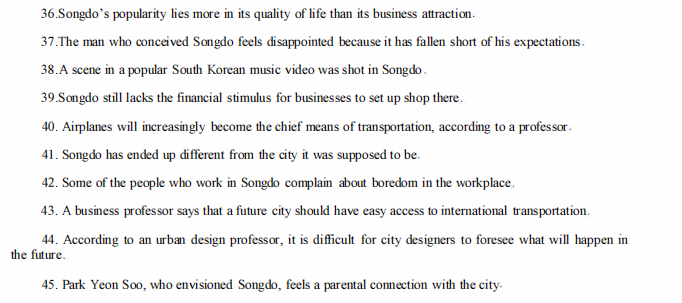 36.Songdo’s popularity lies more in its quality of life than its business attraction.
37.The man who conceived Songdo feels disappointed because it has fallen short of his expectations.
38.A scene in a popular South Korean music video was shot in Songdo.
39.Songdo still lacks the financial stimulus for businesses to set up shop there.
40. Airplanes will increasingly become the chief means of transportation, according to a professor.
41. Songdo has ended up different from the city it was supposed to be.
42. Some of the people who work in Songdo complain about boredom in the workplace.
43. A business professor says that a future city should have easy access to international transportation.
44. According to an urban design professor, it is difficult for city designers to foresee what will happen in
the future.
45. Park Yeon Soo, who envisioned Songdo, feels a parental connection with the city.